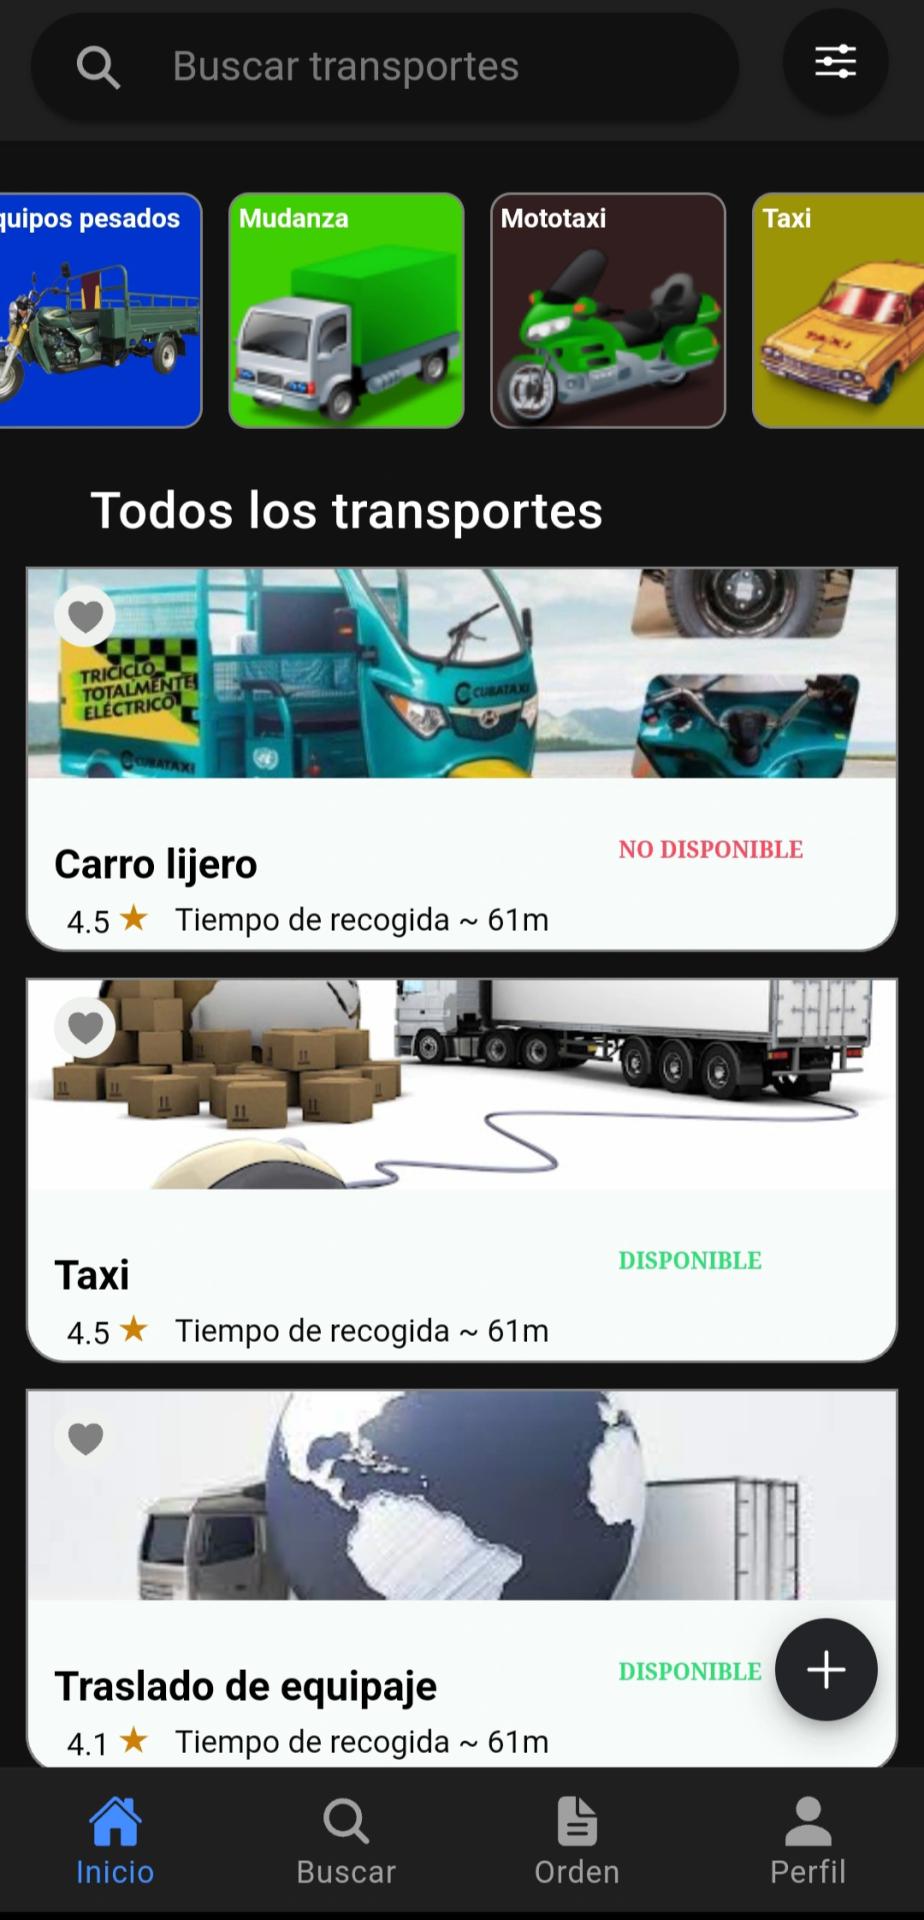 Buscar transportes
quipos pesados
Mudanza
Mototaxi
Taxi
TAXI
Todos los transportes
TRICICLO
TOTALMENTE
ELÉCTRICO
CUBATAXI
CUBATAXI
Carro lijero
NO DISPONIBLE
4.5 ★ Tiempo de recogida ~ 61m
Taxi
DISPONIBLE
4.5 ★ Tiempo de recogida ~ 61m
Traslado de equipaje
DISPONIBLE
4.1 ★ Tiempo de recogida ~ 61m
Inicio
Buscar
Orden
Perfil